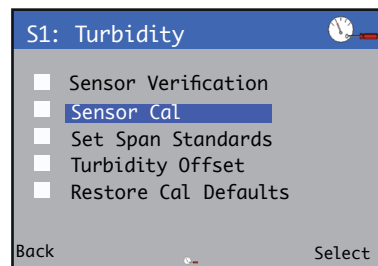 S1: Turbidity
Sensor Verification
Sensor Cal
Set Span Standards
Turbidity Offset
Restore Cal Defaults
Back Select